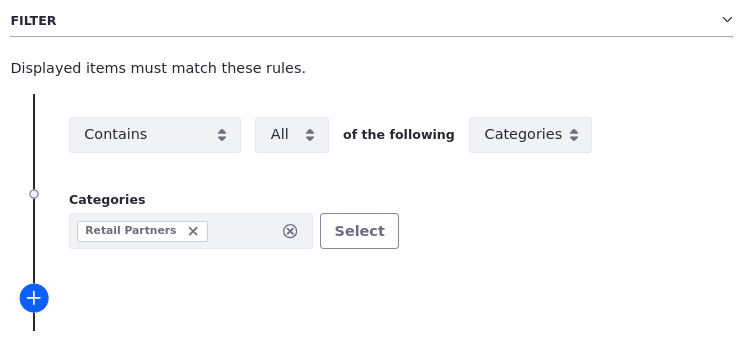 FILTER
Displayed items must match these rules.
Contains All of the following Categories
Categories
Retail Partners Select